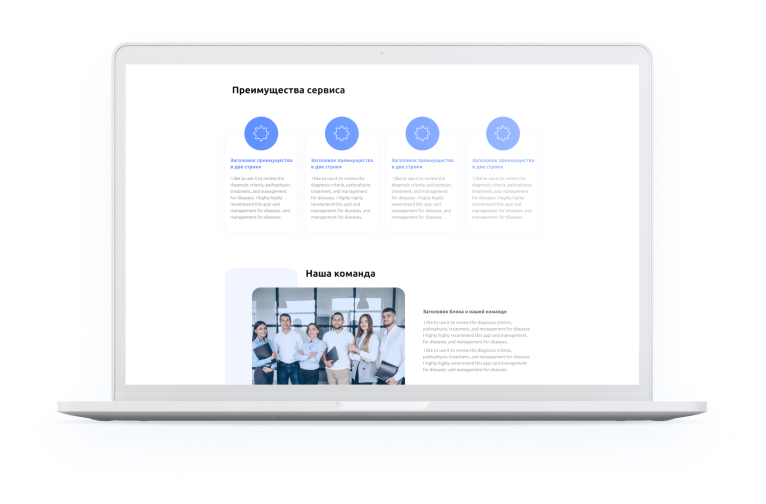 Преимущества сервиса
Заголовок преимущества
в две строки
I like to use it to review the
diagnosis criteria, pathophysis,
treatment, and management
for diseases, I highly highly
recommend this app! and
management for diseases, and
management for diseases.
Заголовок преимущества
в две строки
I like to use it to review the
diagnosis criteria, pathophysis,
treatment, and management
for diseases, I highly highly
recommend this app! and
management for diseases, and
management for diseases.
Заголовок преимущества
в две строки
I like to use it to review the
diagnosis criteria, pathophysis,
treatment, and management
for diseases, I highly highly
recommend this app! and
management for diseases, and
management for diseases.
Заголовок преимущества
в две строки
I like to use it to review the
diagnosis criteria, pathophysis,
treatment, and management
for diseases, I highly highly
recommend this app! and
management for diseases, and
management for diseases.
Наша команда
Заголовок блока о нашей команде
I like to use it to review the diagnosis criteria,
pathophysis, treatment, and management for diseases,
I highly highly recommend this app! and management
for diseases, and management for diseases.
I like to use it to review the diagnosis criteria,
pathophysis, treatment, and management for diseases,
I highly highly recommend this app! and management
for diseases, and management for diseases.